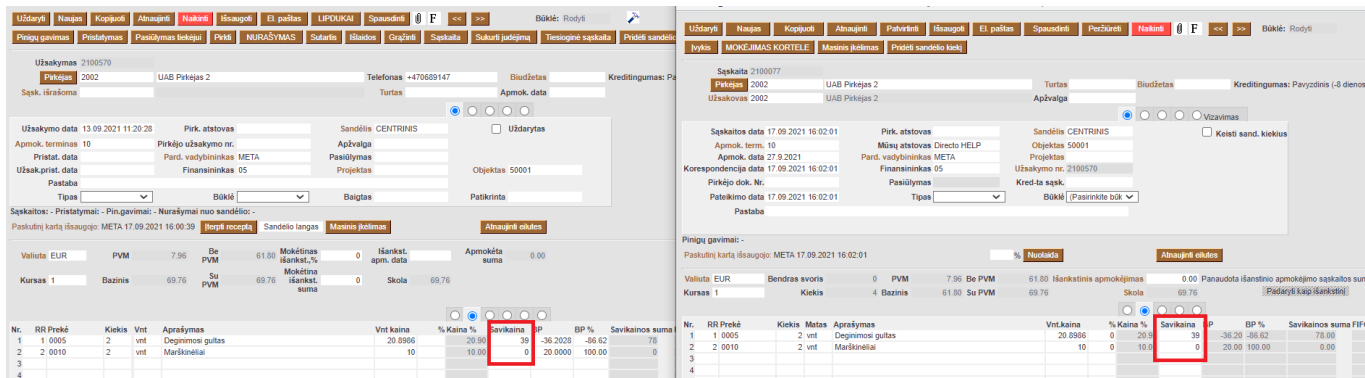 Uždaryti Naujas Kopijuoti Atnaujinti Naikinti Išsaugoti El. paštas LIPDUKAI Spausdinti F << >> Būklė: Rodyti
Pinigų gavimas Pristatymas Pasiūlymas tiekėjui Pirkti NURAŠYMAS Sutartis Išlaidos Grąžinti Sąskaita Sukurti judėjimą Tiesioginė sąskaita Pridėti sandėlio
Užsakymas 2100570
Pirkėjas 2002 UAB Pirkėjas 2 Telefonas +470689147 Biudžetas Kreditingumas: Pa
Sąsk. išrašoma Turtas Apmok. data
Užsakymo data 13.09.2021 11:20:28 Pirk. atstovas Sandėlis CENTRINIS Uždarytas
Apmok. terminas 10 Pirkėjo užsakymo nr. Apžvalga
Pristat. data Pard. vadybininkas META Pasiūlymas
Užsak.prist. data Finansininkas 05 Projektas Objektas 50001
Pastaba
Tipas Būklė Baigtas Patikrinta
Sąskaitos: - Pristatymai: - Pin.gavimai: - Nurašymai nuo sandėlio: -
Paskutinį kartą išsaugojo: META 17.09.2021 16:00:39 Įterpti receptą Sandėlio langas Masinis įkėlimas Atnaujinti eilutes
Valiuta EUR PVM 7.96 Be PVM 61.80 Mokėtinas išankst.,% 0 Išankst. apm. data Apmokėta suma 0.00
Kursas 1 Bazinis 69.76 Su PVM 69.76 Mokėtina išankst. suma 0 Skola 69.76
Nr. RR Prekė Kiekis Vnt Aprašymas Vnt kaina % Kaina % Savikaina BP BP % Savikainos suma
1 1 0005 2 vnt Deginimosi gultas 20.8986 20.90 39 -36.2028 -86.62 78
2 2 0010 2 vnt Marškinėliai 10 10.00 0 20.0000 100.00 0
3
4
Uždaryti Naujas Kopijuoti Atnaujinti Patvirtinti Išsaugoti El. paštas Spausdinti Peržiūrėti Naikinti F << >> Būklė: Rodyti
Įvykis MOKĖJIMAS KORTELE Masinis įkėlimas Pridėti sandėlio kiekį
Sąskaita 2100077
Pirkėjas 2002 UAB Pirkėjas 2 Turtas Biudžetas Kreditingumas: Pavyzdinis (-8 dienos
Užsakovas 2002 UAB Pirkėjas 2 Apžvalga
Vizavimas
Sąskaitos data 17.09.2021 16:02:01 Pirk. atstovas Sandėlis CENTRINIS Keisti sand. kiekius
Apmok. term. 10 Mūsų atstovas Directo HELP Objektas 50001
Apmok. data 27.9.2021 Pard. vadybininkas META Projektas
Korespondencija data 17.09.2021 16:02:01 Finansininkas 05 Užsakymo nr. 2100570
Pirkėjo dok. Nr. Pasiūlymas Kred-ta sąsk.
Pateikimo data 17.09.2021 16:02:01 Tipas Būklė (Pasirinkite būk
Pastaba
Pinigų gavimai: -
Paskutinį kartą išsaugojo: META 17.09.2021 16:02:01 % Nuolaida Atnaujinti eilutes
Valiuta EUR Bendras svoris 0 PVM 7.96 Be PVM 61.80 Išankstinis apmokėjimas 0.00 Panaudota išanstinio apmokėjimo sąskaitos sum
Kursas 1 Kiekis 4 Bazinis 61.80 Su PVM 69.76 Skola 69.76 Padaryti kaip išankstinį
Nr. RR Prekė Kiekis Matas Aprašymas Vnt.kaina % Kaina % Savikaina BP BP % Savikainos suma FIFO
1 1 0005 2 vnt Deginimosi gultas 20.8986 0 20.9 39 -36.20 -86.62 78.00
2 2 0010 2 vnt Marškinėliai 10 0 10.0 0 20.00 100.00 0.00
3
4